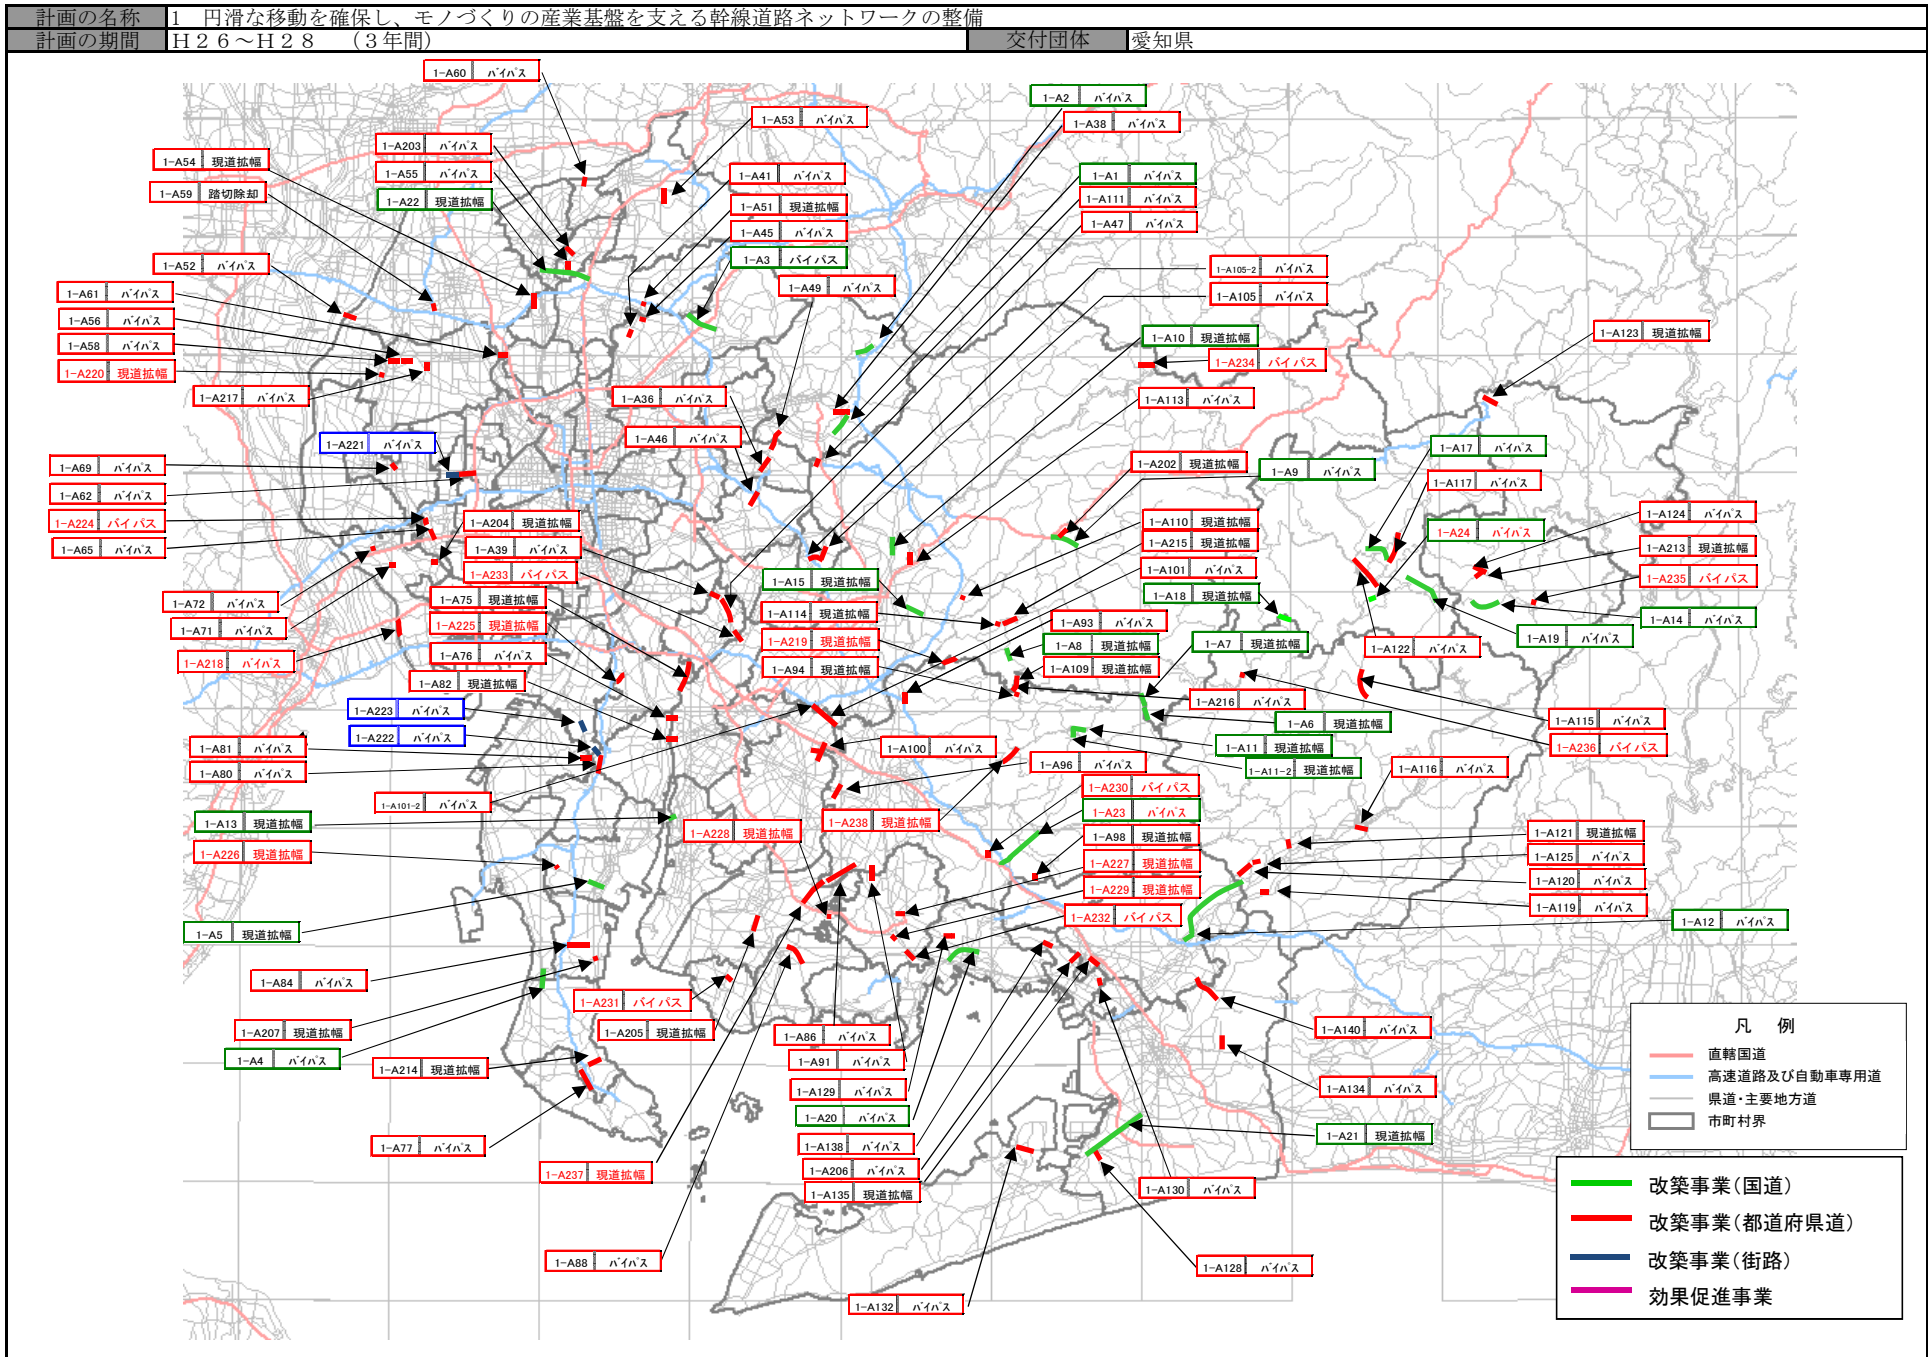 計画の名称 1 円滑な移動を確保し、モノづくりの産業基盤を支える幹線道路ネットワークの整備
計画の期間 H26～H28 (3年間) 交付団体 愛知県
1-A60 バイパス
1-A2 バイパス
1-A53 バイパス
1-A38 バイパス
1-A203 バイパス
1-A54 現道拡幅
1-A55 バイパス
1-A41 バイパス
1-A1 バイパス
1-A59 踏切除却
1-A22 現道拡幅
1-A51 現道拡幅
1-A111 バイパス
1-A45 バイパス
1-A47 バイパス
1-A52 バイパス
1-A3 バイパス
1-A105-2 バイパス
1-A61 バイパス
1-A49 バイパス
1-A105 バイパス
1-A56 バイパス
1-A10 現道拡幅
1-A123 現道拡幅
1-A58 バイパス
1-A234 バイパス
1-A220 現道拡幅
1-A217 バイパス
1-A36 バイパス
1-A113 バイパス
1-A221 バイパス
1-A46 バイパス
1-A17 バイパス
1-A69 バイパス
1-A202 現道拡幅
1-A9 バイパス
1-A62 バイパス
1-A117 バイパス
1-A224 バイパス
1-A204 現道拡幅
1-A110 現道拡幅
1-A24 バイパス
1-A124 バイパス
1-A65 バイパス
1-A39 バイパス
1-A215 現道拡幅
1-A213 現道拡幅
1-A233 バイパス
1-A15 現道拡幅
1-A101 バイパス
1-A235 バイパス
1-A72 バイパス
1-A75 現道拡幅
1-A114 現道拡幅
1-A18 現道拡幅
1-A14 バイパス
1-A71 バイパス
1-A225 現道拡幅
1-A219 現道拡幅
1-A93 バイパス
1-A19 バイパス
1-A218 バイパス
1-A76 バイパス
1-A94 現道拡幅
1-A8 現道拡幅
1-A7 現道拡幅
1-A122 バイパス
1-A82 現道拡幅
1-A109 現道拡幅
1-A223 バイパス
1-A216 バイパス
1-A6 現道拡幅
1-A115 バイパス
1-A222 バイパス
1-A81 バイパス
1-A100 バイパス
1-A11 現道拡幅
1-A236 バイパス
1-A80 バイパス
1-A96 バイパス
1-A11-2 現道拡幅
1-A116 バイパス
1-A101-2 バイパス
1-A230 バイパス
1-A13 現道拡幅
1-A228 現道拡幅
1-A238 現道拡幅
1-A23 バイパス
1-A98 現道拡幅
1-A121 現道拡幅
1-A226 現道拡幅
1-A227 現道拡幅
1-A125 バイパス
1-A229 現道拡幅
1-A120 バイパス
1-A232 バイパス
1-A119 バイパス
1-A5 現道拡幅
1-A12 バイパス
1-A84 バイパス
1-A231 バイパス
1-A207 現道拡幅
1-A205 現道拡幅
1-A86 バイパス
1-A140 バイパス
1-A4 バイパス
1-A91 バイパス
1-A214 現道拡幅
1-A129 バイパス
1-A134 バイパス
1-A20 バイパス
1-A77 バイパス
1-A138 バイパス
1-A21 現道拡幅
1-A237 現道拡幅
1-A206 バイパス
1-A135 現道拡幅
1-A130 バイパス
1-A88 バイパス
1-A128 バイパス
1-A132 バイパス
凡 例
直轄国道
高速道路及び自動車専用道
県道・主要地方道
市町村界
改築事業(国道)
改築事業(都道府県道)
改築事業(街路)
効果促進事業